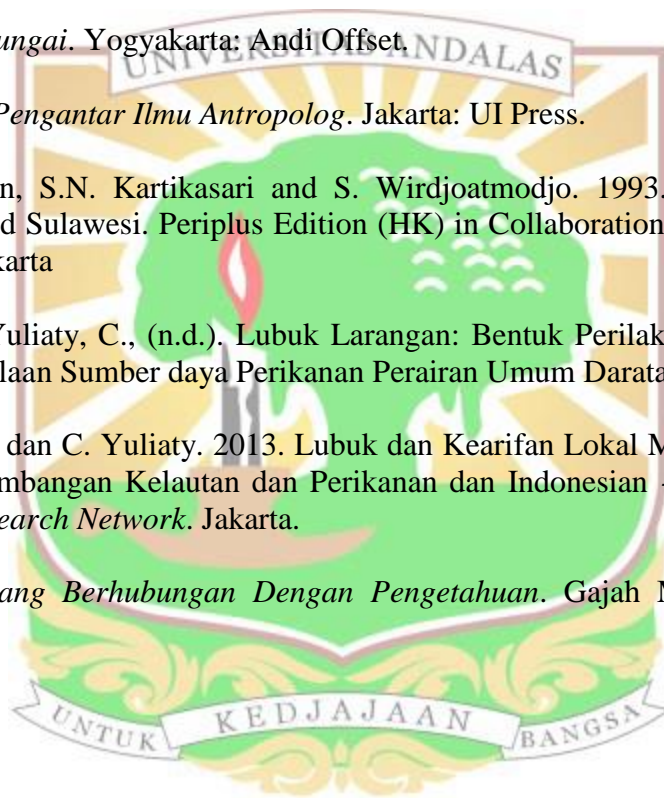 ungai. Yogyakarta: Andi Offset.
UNIVERSITAS ANDALAS
Pengantar Ilmu Antropolog. Jakarta: UI Press.
n, S.N. Kartikasari and S. Wirdjoatmodjo. 1993.
d Sulawesi. Periplus Edition (HK) in Collaboration
karta
Yuliaty, C., (n.d.). Lubuk Larangan: Bentuk Perilak
laan Sumber daya Perikanan Perairan Umum Darata
dan C. Yuliaty. 2013. Lubuk dan Kearifan Lokal M
mbangan Kelautan dan Perikanan dan Indonesian -
earch Network. Jakarta.
ang Berhubungan Dengan Pengetahuan. Gajah M
UNTUK KEDJAJAAN BANGSA